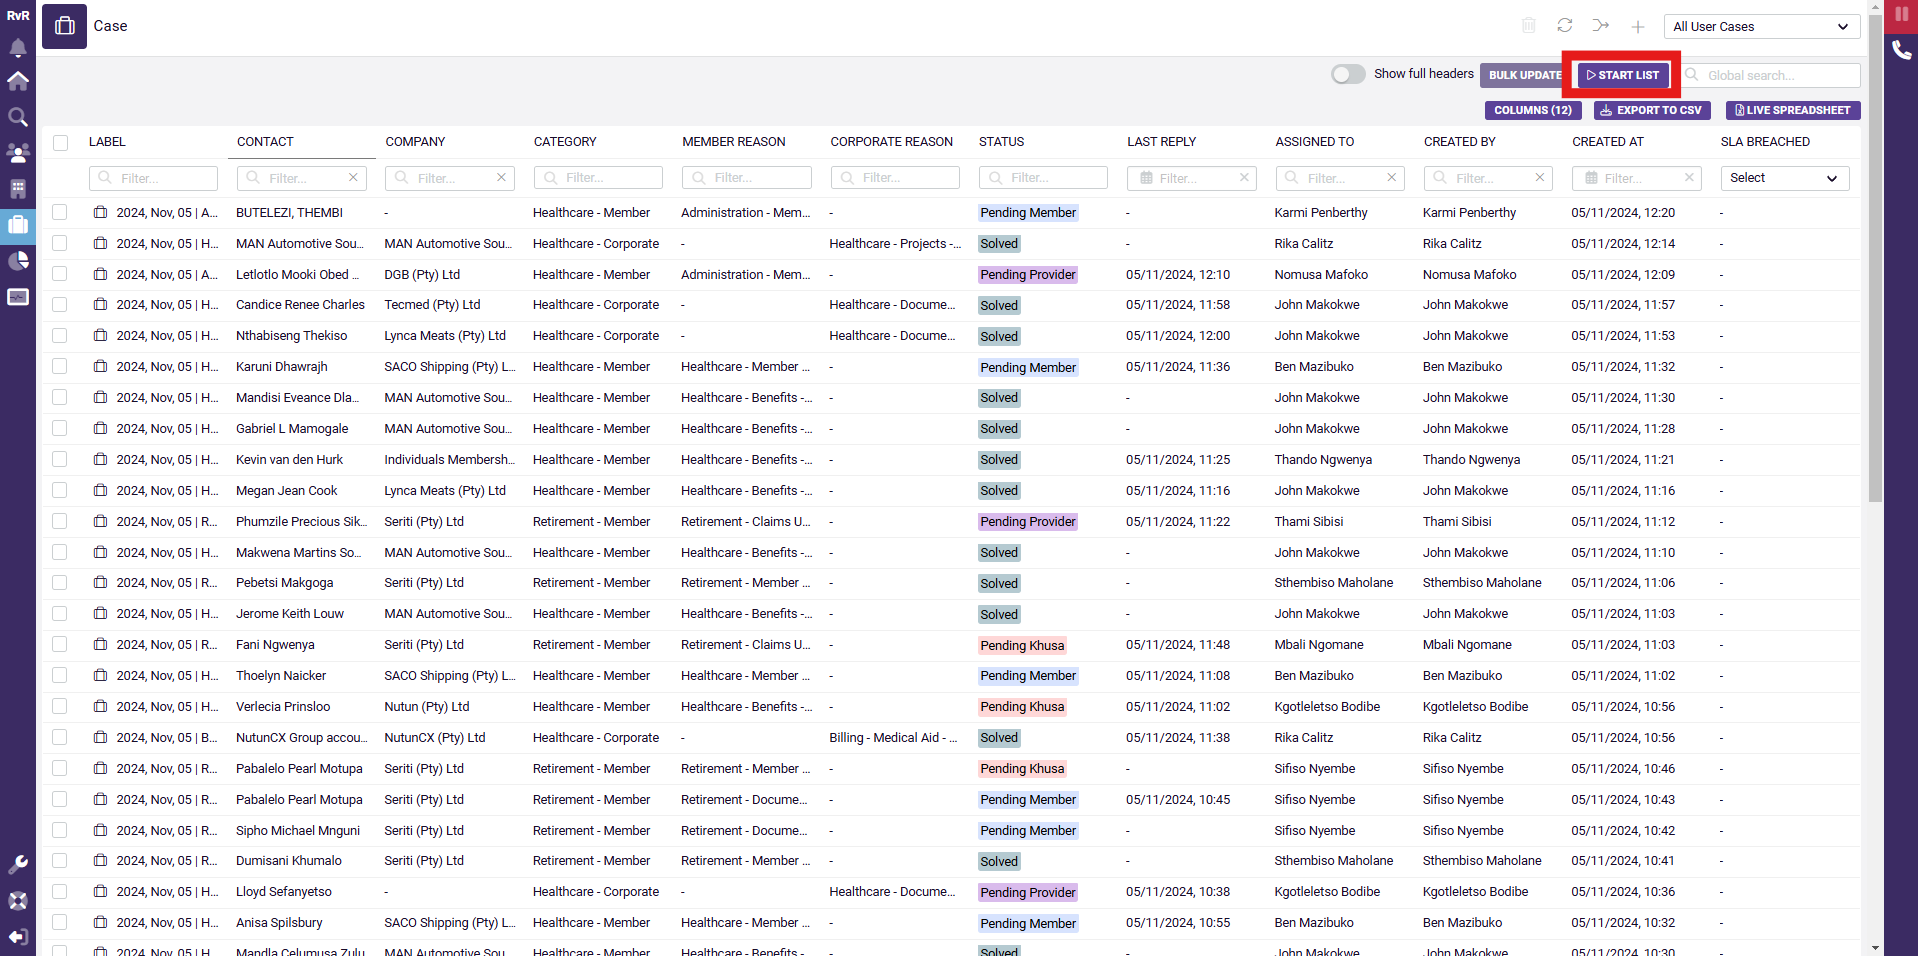 RvR
Case
All User Cases
Show full headers
BULK UPDATE
START LIST
Global search...
COLUMNS (12)
EXPORT TO CSV
LIVE SPREADSHEET
LABEL CONTACT COMPANY CATEGORY MEMBER REASON CORPORATE REASON STATUS LAST REPLY ASSIGNED TO CREATED BY CREATED AT SLA BREACHED
Filter... Filter... Filter... Filter... Filter... Filter... Filter... Filter... Filter... Filter... Filter... Select
2024, Nov, 05 | A... BUTELEZI, THEMBI - Healthcare - Member Administration - Mem... - Pending Member - Karmi Penberthy Karmi Penberthy 05/11/2024, 12:20 -
2024, Nov, 05 | H... MAN Automotive Sou... MAN Automotive Sou... Healthcare - Corporate - Healthcare - Projects -... Solved - Rika Calitz Rika Calitz 05/11/2024, 12:14 -
2024, Nov, 05 | A... Letlotlo Mooki Obed ... DGB (Pty) Ltd Healthcare - Member Administration - Mem... - Pending Provider 05/11/2024, 12:10 Nomusa Mafoko Nomusa Mafoko 05/11/2024, 12:09 -
2024, Nov, 05 | H... Candice Renee Charles Tecmed (Pty) Ltd Healthcare - Corporate - Healthcare - Docume... Solved 05/11/2024, 11:58 John Makokwe John Makokwe 05/11/2024, 11:57 -
2024, Nov, 05 | H... Nthabiseng Thekiso Lynca Meats (Pty) Ltd Healthcare - Corporate - Healthcare - Docume... Solved 05/11/2024, 12:00 John Makokwe John Makokwe 05/11/2024, 11:53 -
2024, Nov, 05 | H... Karuni Dhawrajh SACO Shipping (Pty) L... Healthcare - Member Healthcare - Member ... - Pending Member 05/11/2024, 11:36 Ben Mazibuko Ben Mazibuko 05/11/2024, 11:32 -
2024, Nov, 05 | H... Mandisi Eveance Dla... MAN Automotive Sou... Healthcare - Member Healthcare - Benefits -... - Solved - John Makokwe John Makokwe 05/11/2024, 11:30 -
2024, Nov, 05 | H... Gabriel L Mamogale MAN Automotive Sou... Healthcare - Member Healthcare - Benefits -... - Solved - John Makokwe John Makokwe 05/11/2024, 11:28 -
2024, Nov, 05 | H... Kevin van den Hurk Individuals Membersh... Healthcare - Member Healthcare - Benefits -... - Solved 05/11/2024, 11:25 Thando Ngwenya Thando Ngwenya 05/11/2024, 11:21 -
2024, Nov, 05 | H... Megan Jean Cook Lynca Meats (Pty) Ltd Healthcare - Member Healthcare - Benefits -... - Solved 05/11/2024, 11:16 John Makokwe John Makokwe 05/11/2024, 11:16 -
2024, Nov, 05 | R... Phumzile Precious Sik... Seriti (Pty) Ltd Retirement - Member Retirement - Claims U... - Pending Provider 05/11/2024, 11:22 Thami Sibisi Thami Sibisi 05/11/2024, 11:12 -
2024, Nov, 05 | H... Makwena Martins So... MAN Automotive Sou... Healthcare - Member Healthcare - Benefits -... - Solved - John Makokwe John Makokwe 05/11/2024, 11:10 -
2024, Nov, 05 | R... Pebetsi Makgoga Seriti (Pty) Ltd Retirement - Member Retirement - Member ... - Solved - Sthembiso Maholane Sthembiso Maholane 05/11/2024, 11:06 -
2024, Nov, 05 | H... Jerome Keith Louw MAN Automotive Sou... Healthcare - Member Healthcare - Benefits -... - Solved - John Makokwe John Makokwe 05/11/2024, 11:03 -
2024, Nov, 05 | R... Fani Ngwenya Seriti (Pty) Ltd Retirement - Member Retirement - Claims U... - Pending Khusa 05/11/2024, 11:48 Mbali Ngomane Mbali Ngomane 05/11/2024, 11:03 -
2024, Nov, 05 | H... Thoelyn Naicker SACO Shipping (Pty) L... Healthcare - Member Healthcare - Member ... - Pending Member 05/11/2024, 11:08 Ben Mazibuko Ben Mazibuko 05/11/2024, 11:02 -
2024, Nov, 05 | H... Verlecia Prinsloo Nutun (Pty) Ltd Healthcare - Member Healthcare - Benefits -... - Pending Khusa 05/11/2024, 11:02 Kgotleletso Bodibe Kgotleletso Bodibe 05/11/2024, 10:56 -
2024, Nov, 05 | B... NutunCX Group accou... NutunCX (Pty) Ltd Healthcare - Corporate - Billing - Medical Aid - ... Solved 05/11/2024, 11:38 Rika Calitz Rika Calitz 05/11/2024, 10:56 -
2024, Nov, 05 | R... Pabalelo Pearl Motupa Seriti (Pty) Ltd Retirement - Member Retirement - Member ... - Pending Khusa - Sifiso Nyembe Sifiso Nyembe 05/11/2024, 10:46 -
2024, Nov, 05 | R... Pabalelo Pearl Motupa Seriti (Pty) Ltd Retirement - Member Retirement - Docume... - Pending Member 05/11/2024, 10:45 Sifiso Nyembe Sifiso Nyembe 05/11/2024, 10:43 -
2024, Nov, 05 | R... Sipho Michael Mnguni Seriti (Pty) Ltd Retirement - Member Retirement - Docume... - Pending Member - Sifiso Nyembe Sifiso Nyembe 05/11/2024, 10:42 -
2024, Nov, 05 | R... Dumisani Khumalo Seriti (Pty) Ltd Retirement - Member Retirement - Member ... - Solved - Sthembiso Maholane Sthembiso Maholane 05/11/2024, 10:41 -
2024, Nov, 05 | H... Lloyd Sefanyetso - Healthcare - Corporate - Healthcare - Docume... Pending Provider 05/11/2024, 10:38 Kgotleletso Bodibe Kgotleletso Bodibe 05/11/2024, 10:36 -
2024, Nov, 05 | H... Anisa Spilsbury SACO Shipping (Pty) L... Healthcare - Member Healthcare - Member ... - Pending Member 05/11/2024, 10:55 Ben Mazibuko Ben Mazibuko 05/11/2024, 10:32 -
2024, Nov, 05 | H... Mandla Celumusa Zulu MAN Automotive Sou... Healthcare - Member Healthcare - Benefits -... - Solved - John Makokwe John Makokwe 05/11/2024, 10:30 -